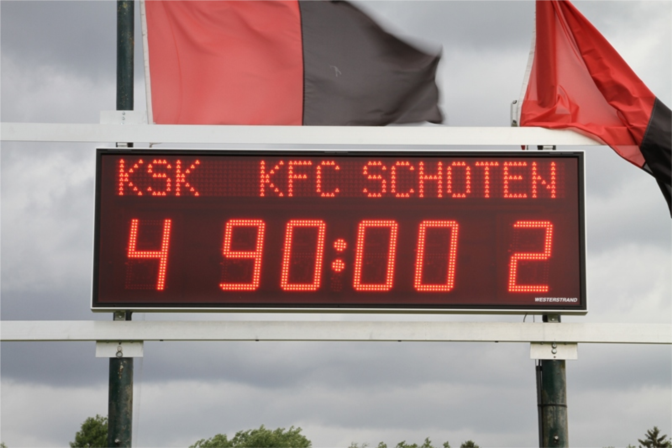 KSK KFC SCHOTEN
4 90:00 2
WESTERSTRAND